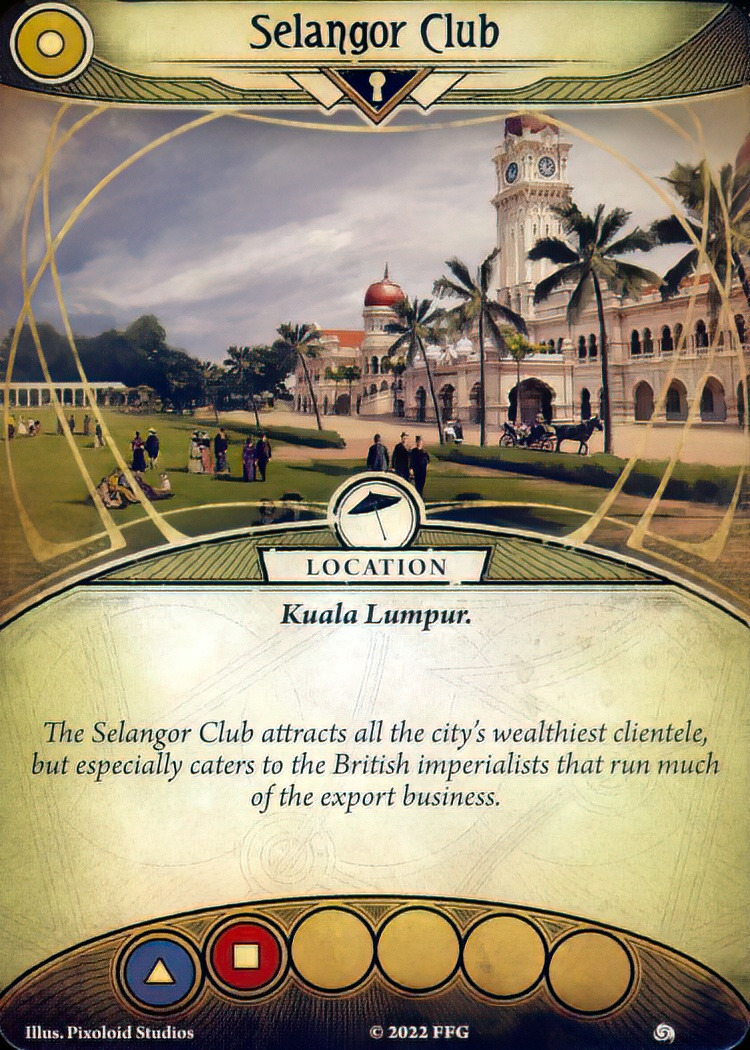 Selangor Club
LOCATION
Kuala Lumpur.
The Selangor Club attracts all the city's wealthiest clientele,
but especially caters to the British imperialists that run much
of the export business.
Illus. Pixoloid Studios
© 2022 FFG